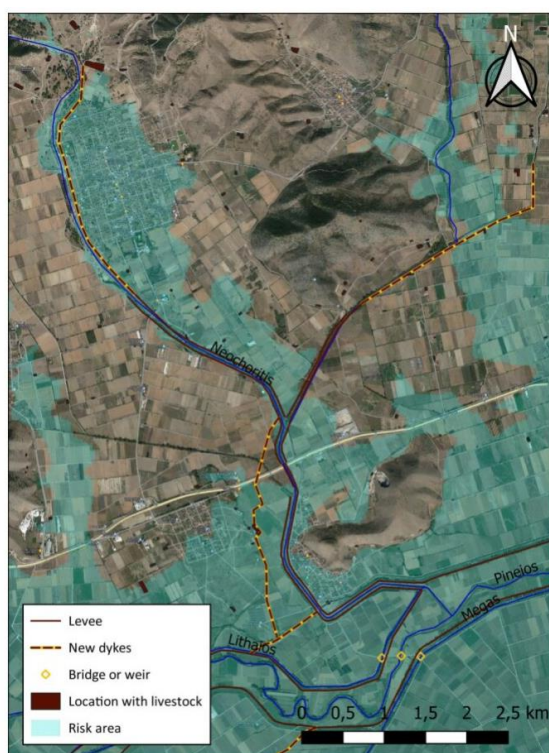 N
Neochoritis
Pineios
Megas
Lithaios
Levee
New dykes
Bridge or weir
Location with livestock
Risk area
0 0,5 1 1,5 2 2,5 km